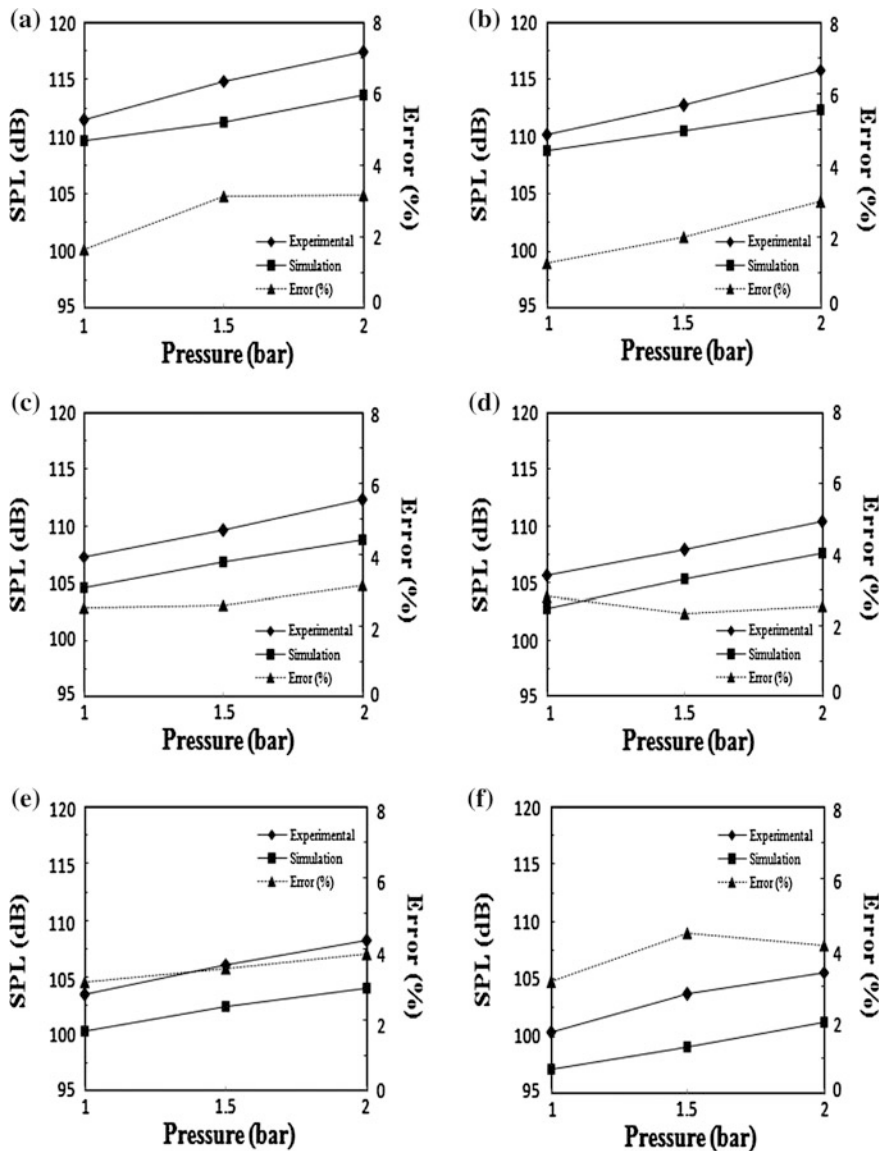 (a)
120
115
110
105
100
95
SPL (dB)
8
6
4
2
0
Error (%)
Experimental
Simulation
Error (%)
1 1.5 2
Pressure (bar)
(b)
120
115
110
105
100
95
SPL (dB)
8
6
4
2
0
Error (%)
Experimental
Simulation
Error (%)
1 1.5 2
Pressure (bar)
(c)
120
115
110
105
100
95
SPL (dB)
8
6
4
2
0
Error (%)
Experimental
Simulation
Error (%)
1 1.5 2
Pressure (bar)
(d)
120
115
110
105
100
95
SPL (dB)
8
6
4
2
0
Error (%)
Experimental
Simulation
Error (%)
1 1.5 2
Pressure (bar)
(e)
120
115
110
105
100
95
SPL (dB)
8
6
4
2
0
Error (%)
Experimental
Simulation
Error (%)
1 1.5 2
Pressure (bar)
(f)
120
115
110
105
100
95
SPL (dB)
8
6
4
2
0
Error (%)
Experimental
Simulation
Error (%)
1 1.5 2
Pressure (bar)